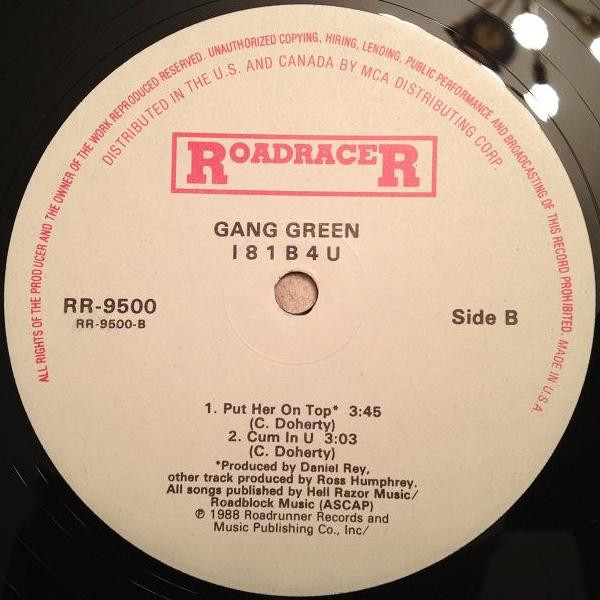 ALL RIGHTS OF THE PRODUCER AND THE OWNER OF THE WORK REPRODUCED RESERVED. UNAUTHORIZED COPYING, HIRING, LENDING, PUBLIC PERFORMANCE AND BROADCASTING OF THIS RECORD PROHIBITED. MADE IN U.S.A.
DISTRIBUTED IN THE U.S. AND CANADA BY MCA DISTRIBUTING CORP.
ROADRACER
GANG GREEN
I 8 1 B 4 U
RR-9500
RR-9500-B
Side B
1. Put Her On Top* 3:45
(C. Doherty)
2. Cum In U 3:03
(C. Doherty)
*Produced by Daniel Rey,
other track produced by Ross Humphrey.
All songs published by Hell Razor Music/
Roadblock Music (ASCAP)
℗ 1988 Roadrunner Records and
Music Publishing Co., Inc/